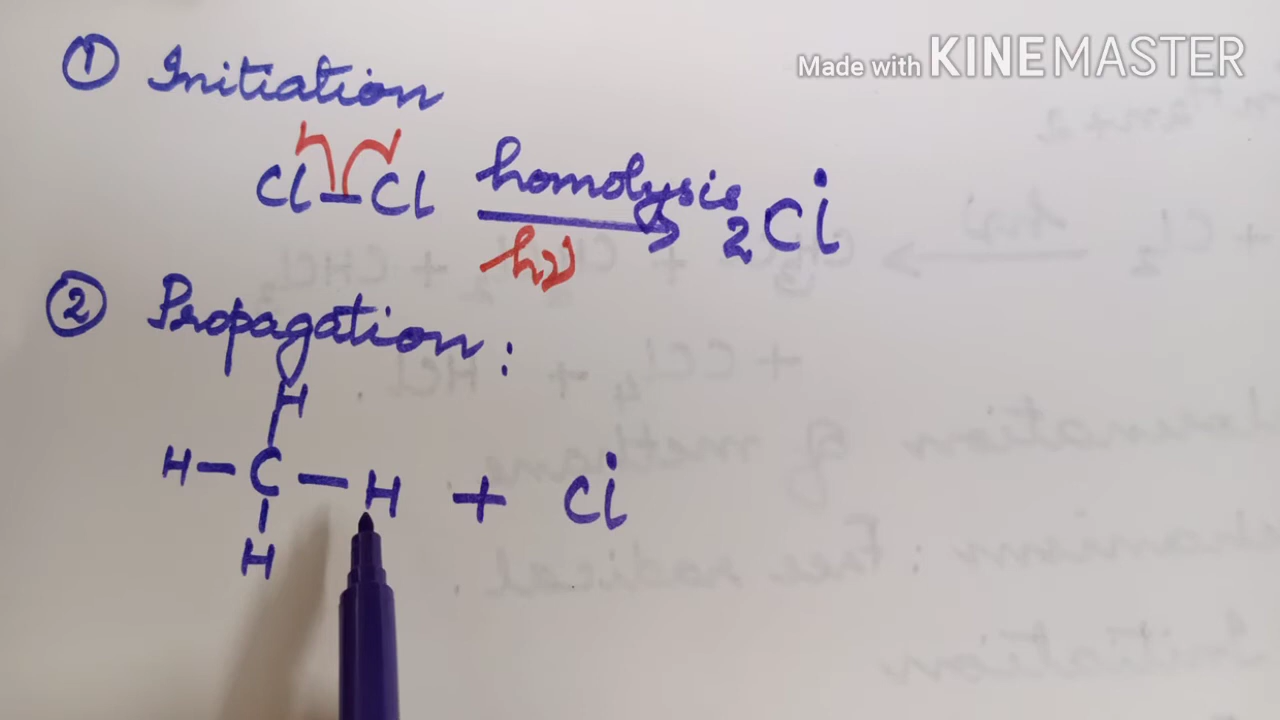 Made with KINEMASTER
① Initiation
Cl—Cl homolysis 2Cl̇
hν
② Propagation:
H
H—C—H + Cl̇
H